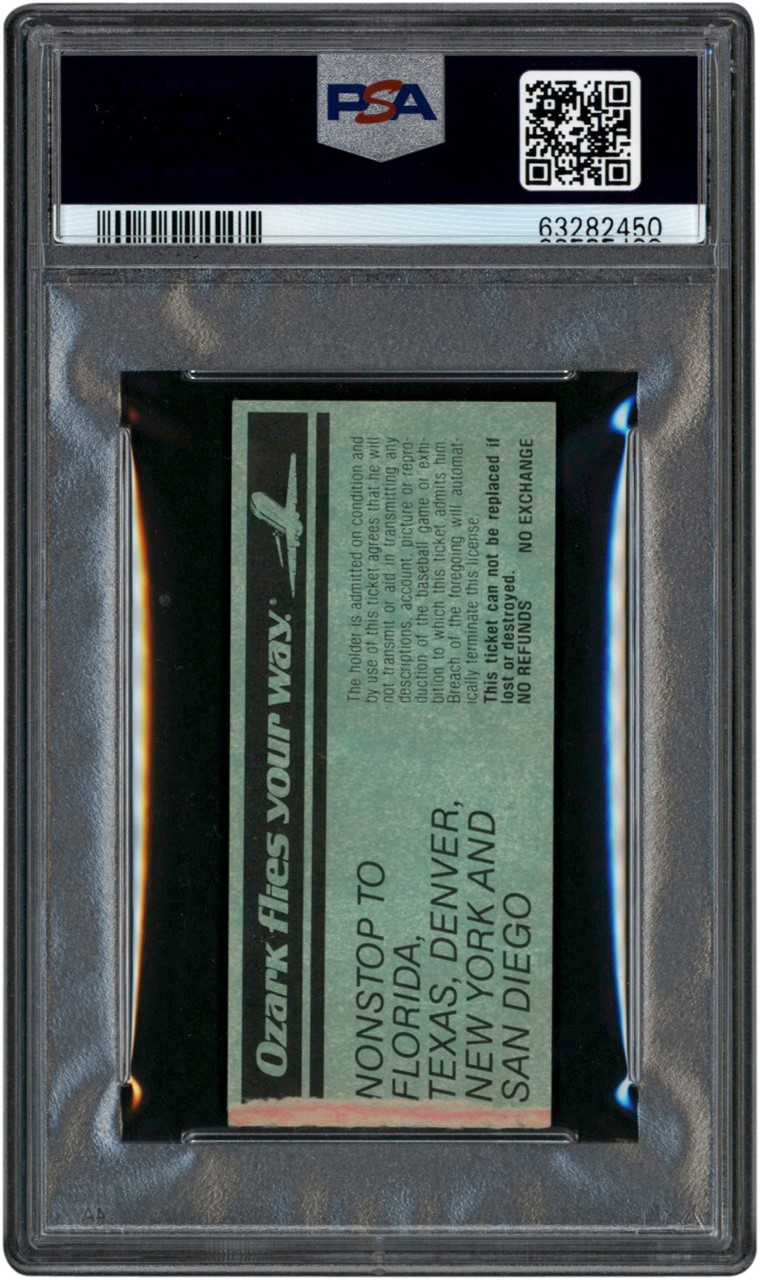 PSA
63282450
Ozark flies your way.®
The holder is admitted on condition and
by use of this ticket agrees that he will
not transmit or aid in transmitting any
descriptions, account, picture or repro-
duction of the baseball game or exhi-
bition to which this ticket admits him
Breach of the foregoing will automat-
ically terminate this license.
This ticket can not be replaced if
lost or destroyed.
NO REFUNDS NO EXCHANGE
NONSTOP TO
FLORIDA,
TEXAS, DENVER,
NEW YORK AND
SAN DIEGO